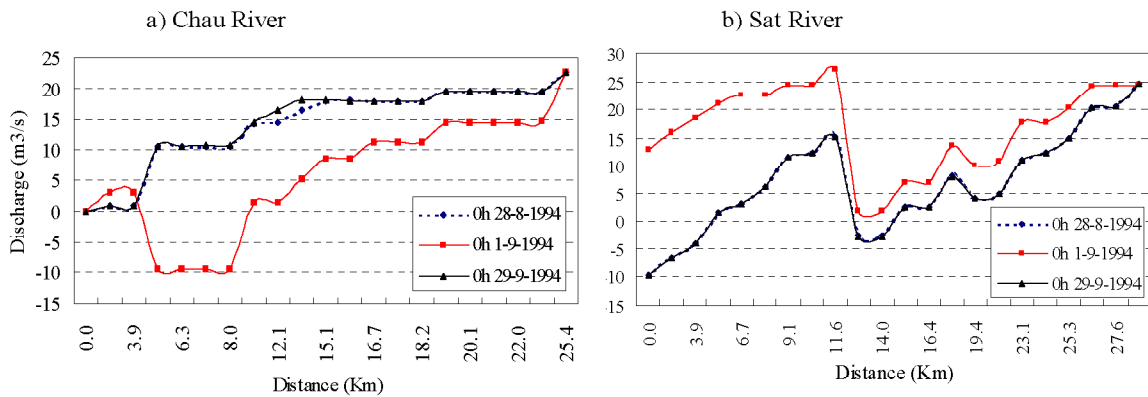 a) Chau River
Discharge (m3/s)
25
20
15
10
5
0
-5
-10
-15
0h 28-8-1994
0h 1-9-1994
0h 29-9-1994
0.0 3.9 6.3 8.0 12.1 15.1 16.7 18.2 20.1 22.0 25.4
Distance (Km)
b) Sat River
30
25
20
15
10
5
0
-5
-10
15
0h 28-8-1994
0h 1-9-1994
0h 29-9-1994
0.0 3.9 6.7 9.1 11.6 14.0 16.4 19.4 23.1 25.3 27.6
Distance (Km)